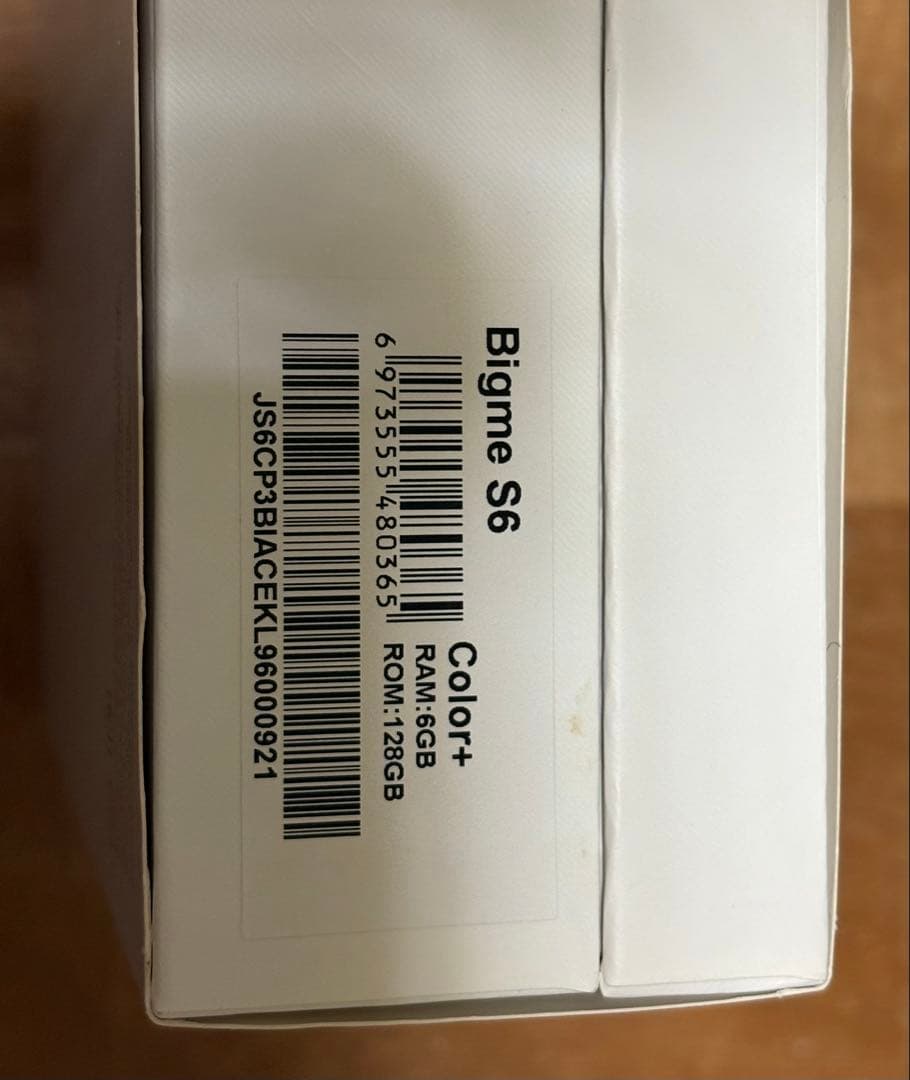 Bigme S6
Color+
RAM:6GB
ROM:128GB
6 973555 480365
JS6CP3BIACEKL96000921